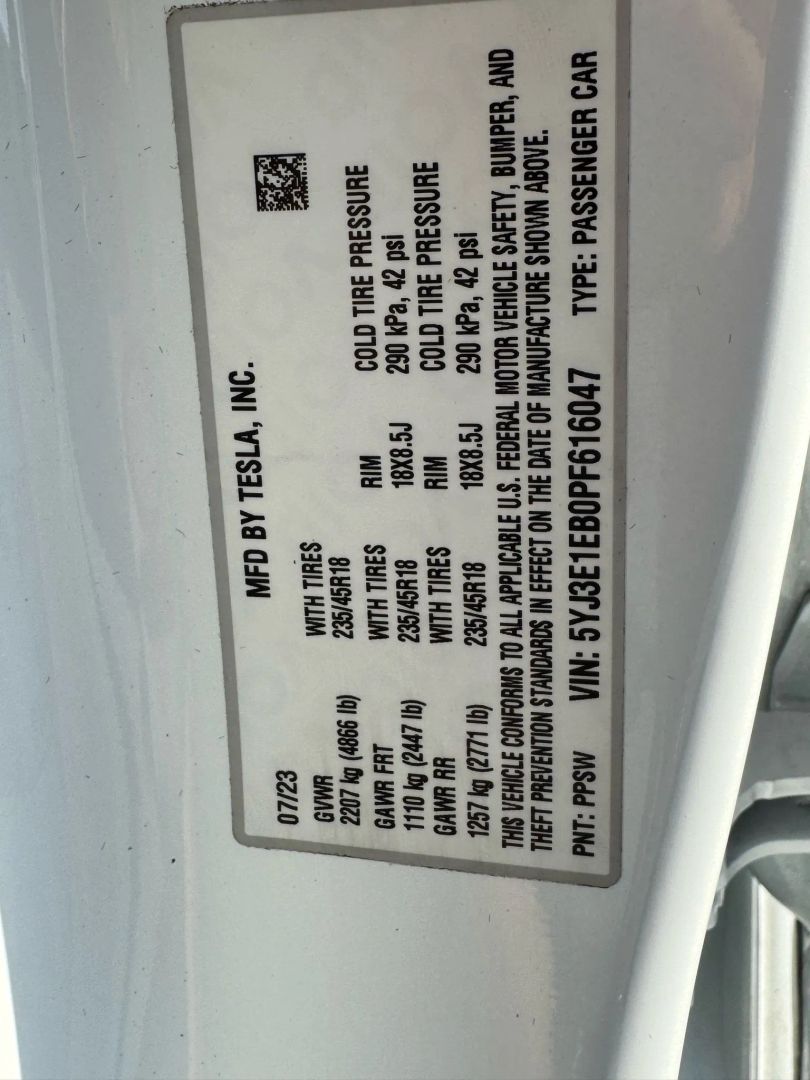 MFD BY TESLA, INC.
07/23
GVWR WITH TIRES
2207 kg (4866 lb) 235/45R18
GAWR FRT WITH TIRES RIM COLD TIRE PRESSURE
1110 kg (2447 lb) 235/45R18 18X8.5J 290 kPa, 42 psi
GAWR RR WITH TIRES RIM COLD TIRE PRESSURE
1257 kg (2771 lb) 235/45R18 18X8.5J 290 kPa, 42 psi
THIS VEHICLE CONFORMS TO ALL APPLICABLE U.S. FEDERAL MOTOR VEHICLE SAFETY, BUMPER, AND
THEFT PREVENTION STANDARDS IN EFFECT ON THE DATE OF MANUFACTURE SHOWN ABOVE.
PNT: PPSW VIN: 5YJ3E1EB0PF616047 TYPE: PASSENGER CAR